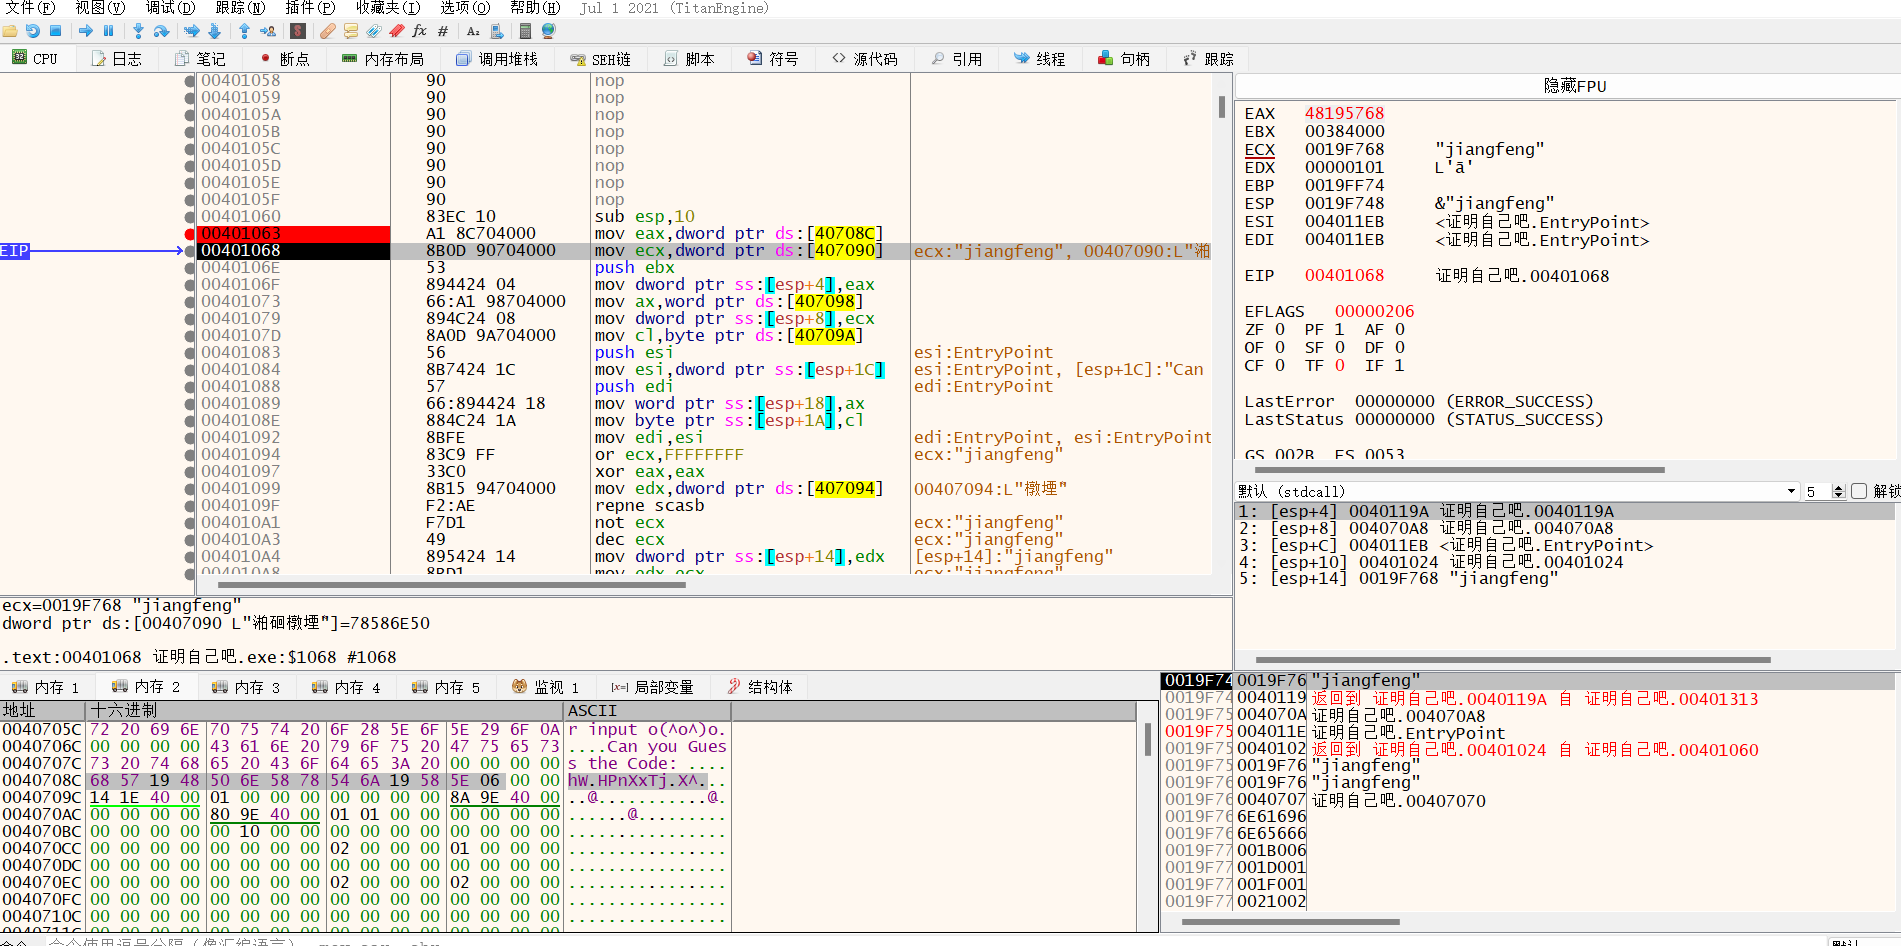 文件(F) 视图(V) 调试(D) 跟踪(N) 插件(P) 收藏夹(I) 选项(O) 帮助(H) Jul 1 2021 (TitanEngine)
CPU 日志 笔记 断点 内存布局 调用堆栈 SEH链 脚本 符号 源代码 引用 线程 句柄 跟踪
00401058 90 nop
00401059 90 nop
0040105A 90 nop
0040105B 90 nop
0040105C 90 nop
0040105D 90 nop
0040105E 90 nop
0040105F 90 nop
00401060 83EC 10 sub esp,10
00401063 A1 8C704000 mov eax,dword ptr ds:[40708C]
EIP 00401068 8B0D 90704000 mov ecx,dword ptr ds:[407090] ecx:"jiangfeng", 00407090:L"湘
0040106E 53 push ebx
0040106F 894424 04 mov dword ptr ss:[esp+4],eax
00401073 66:A1 98704000 mov ax,word ptr ds:[407098]
00401079 894C24 08 mov dword ptr ss:[esp+8],ecx
0040107D 8A0D 9A704000 mov cl,byte ptr ds:[40709A]
00401083 56 push esi esi:EntryPoint
00401084 8B7424 1C mov esi,dword ptr ss:[esp+1C] esi:EntryPoint, [esp+1C]:"Can
00401088 57 push edi edi:EntryPoint
00401089 66:894424 18 mov word ptr ss:[esp+18],ax
0040108E 884C24 1A mov byte ptr ss:[esp+1A],cl
00401092 8BFE mov edi,esi edi:EntryPoint, esi:EntryPoint
00401094 83C9 FF or ecx,FFFFFFFF ecx:"jiangfeng"
00401097 33C0 xor eax,eax
00401099 8B15 94704000 mov edx,dword ptr ds:[407094] 00407094:L"橔堙"
0040109F F2:AE repne scasb
004010A1 F7D1 not ecx ecx:"jiangfeng"
004010A3 49 dec ecx ecx:"jiangfeng"
004010A4 895424 14 mov dword ptr ss:[esp+14],edx [esp+14]:"jiangfeng"
004010A8 8BD1 mov edx,ecx ecx:"jiangfeng"
ecx=0019F768 "jiangfeng"
dword ptr ds:[00407090 L"湘硘橔堙"]=78586E50
.text:00401068 证明自己吧.exe:$1068 #1068
隐藏FPU
EAX 48195768
EBX 00384000
ECX 0019F768 "jiangfeng"
EDX 00000101 L'ā'
EBP 0019FF74
ESP 0019F748 &"jiangfeng"
ESI 004011EB <证明自己吧.EntryPoint>
EDI 004011EB <证明自己吧.EntryPoint>
EIP 00401068 证明自己吧.00401068
EFLAGS 00000206
ZF 0 PF 1 AF 0
OF 0 SF 0 DF 0
CF 0 TF 0 IF 1
LastError 00000000 (ERROR_SUCCESS)
LastStatus 00000000 (STATUS_SUCCESS)
GS 002B FS 0053
默认 (stdcall) 5 解锁
1: [esp+4] 0040119A 证明自己吧.0040119A
2: [esp+8] 004070A8 证明自己吧.004070A8
3: [esp+C] 004011EB <证明自己吧.EntryPoint>
4: [esp+10] 00401024 证明自己吧.00401024
5: [esp+14] 0019F768 "jiangfeng"
内存 1 内存 2 内存 3 内存 4 内存 5 监视 1 [x=] 局部变量 结构体
地址 十六进制 ASCII
0040705C 72 20 69 6E 70 75 74 20 6F 28 5E 6F 5E 29 6F 0A r input o(^o^)o.
0040706C 00 00 00 00 43 61 6E 20 79 6F 75 20 47 75 65 73 ....Can you Gues
0040707C 73 20 74 68 65 20 43 6F 64 65 3A 20 00 00 00 00 s the Code: ....
0040708C 68 57 19 48 50 6E 58 78 54 6A 19 58 5E 06 00 00 hW.HPnXxTj.X^...
0040709C 14 1E 40 00 01 00 00 00 00 00 00 00 8A 9E 40 00 ..@...........@.
004070AC 00 00 00 00 80 9E 40 00 01 01 00 00 00 00 00 00 ......@.........
004070BC 00 00 00 00 00 10 00 00 00 00 00 00 00 00 00 00 ................
004070CC 00 00 00 00 00 00 00 00 02 00 00 00 01 00 00 00 ................
004070DC 00 00 00 00 00 00 00 00 00 00 00 00 00 00 00 00 ................
004070EC 00 00 00 00 00 00 00 00 02 00 00 00 02 00 00 00 ................
004070FC 00 00 00 00 00 00 00 00 00 00 00 00 00 00 00 00 ................
0040710C 00 00 00 00 00 00 00 00 00 00 00 00 00 00 00 00 ................
0019F74 0019F76 "jiangfeng"
0019F74 0040119 返回到 证明自己吧.0040119A 自 证明自己吧.00401313
0019F75 004070A 证明自己吧.004070A8
0019F75 004011E 证明自己吧.EntryPoint
0019F75 0040102 返回到 证明自己吧.00401024 自 证明自己吧.00401060
0019F75 0019F76 "jiangfeng"
0019F76 0019F76 "jiangfeng"
0019F76 0040707 证明自己吧.00407070
0019F76 6E61696
0019F76 6E65666
0019F77 001B006
0019F77 001D001
0019F77 001F001
0019F77 0021002